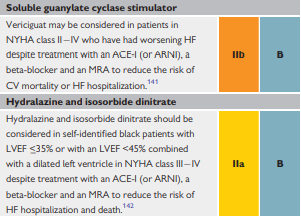 Soluble guanylate cyclase stimulator
Vericiguat may be considered in patients in
NYHA class II–IV who have had worsening HF
despite treatment with an ACE-I (or ARNI), a
beta-blocker and an MRA to reduce the risk of
CV mortality or HF hospitalization.141
IIb
B
Hydralazine and isosorbide dinitrate
Hydralazine and isosorbide dinitrate should be
considered in self-identified black patients with
LVEF ≤35% or with an LVEF <45% combined
with a dilated left ventricle in NYHA class III–IV
despite treatment with an ACE-I (or ARNI), a
beta-blocker and an MRA to reduce the risk of
HF hospitalization and death.142
IIa
B